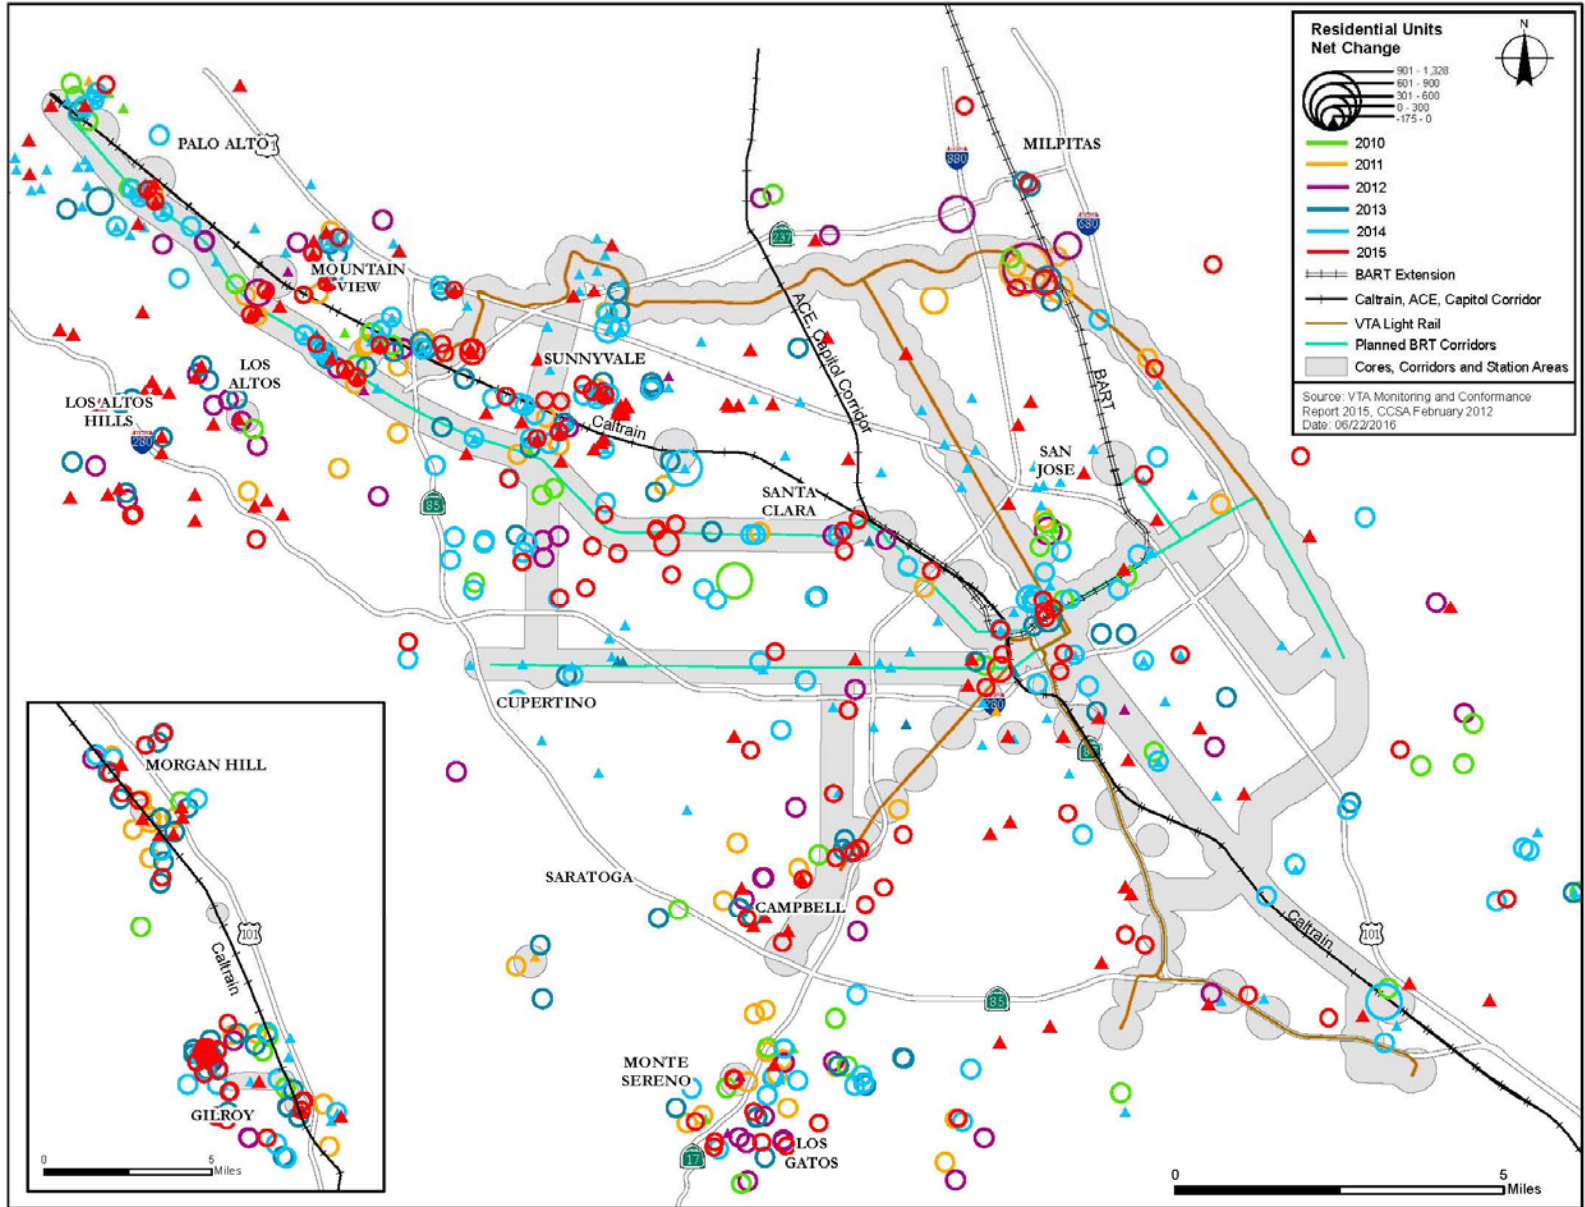 Residential Units
Net Change
901 - 1,328
601 - 900
301 - 600
0 - 300
-175 - 0
2010
2011
2012
2013
2014
2015
BART Extension
Caltrain, ACE, Capitol Corridor
VTA Light Rail
Planned BRT Corridors
Cores, Corridors and Station Areas
Source: VTA Monitoring and Conformance
Report 2015, CCSA February 2012
Date: 06/22/2016
N
PALO ALTO
MILPITAS
880
680
237
MOUNTAIN
VIEW
ACE, Capitol Corridor
SUNNYVALE
LOS
ALTOS
BART
LOS ALTOS
HILLS
280
Caltrain
SAN
JOSE
85
SANTA
CLARA
CUPERTINO
280
MORGAN HILL
SARATOGA
CAMPBELL
101
Caltrain
Caltrain
101
85
MONTE
SERENO
GILROY
LOS
GATOS
17
0
5
Miles
0
5
Miles